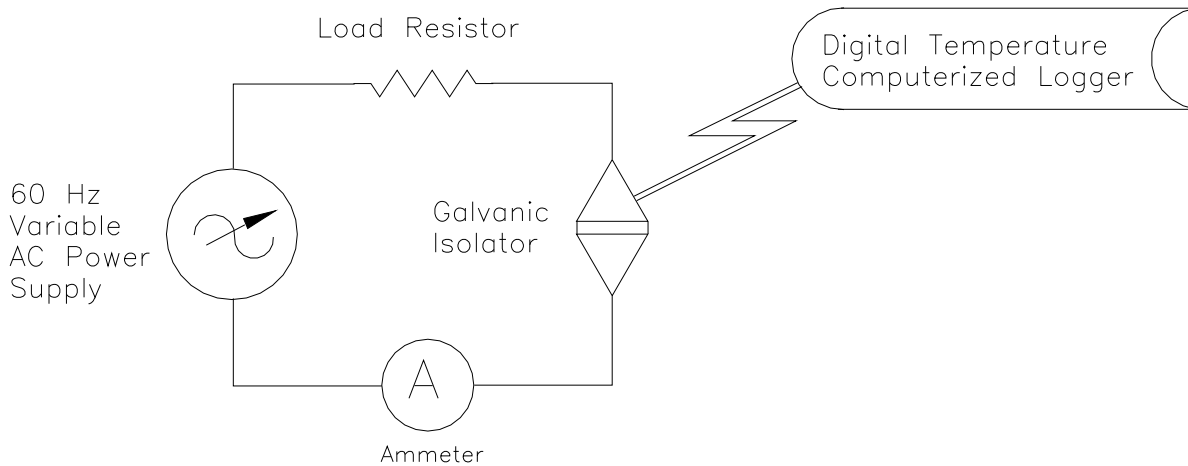 Load Resistor
Digital Temperature
Computerized Logger
60 Hz
Variable
AC Power
Supply
Galvanic
Isolator
A
Ammeter